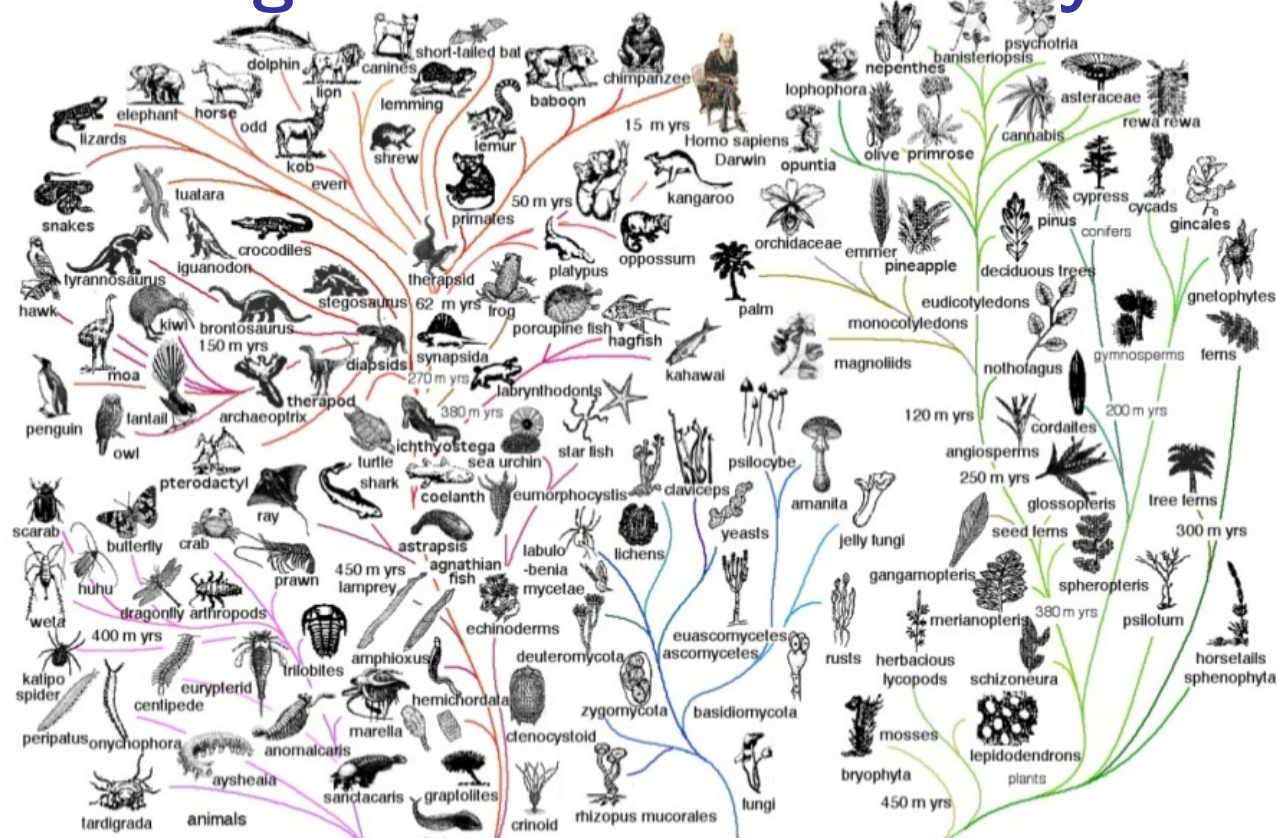 dolphin
canines
short-tailed bat
chimpanzee
nepenthes
banisteriopsis
psychotria
lion
lemming
baboon
lophophora
asteraceae
elephant
horse
odd
15 m yrs
cannabis
rewa rewa
lizards
kob
shrew
lemur
Homo sapiens
Darwin
opuntia
olive
primrose
even
tuatara
primates
50 m yrs
kangaroo
pinus
cypress
cycads
gincales
conifers
snakes
crocodiles
orchidaceae
emmer
pineapple
deciduous trees
tyrannosaurus
iguanodon
therapsid
platypus
oppossum
gnetophytes
hawk
stegosaurus
62 m yrs
frog
palm
eudicotyledons
kiwi
brontosaurus
150 m yrs
porcupine fish
hagfish
monocotyledons
moa
diapsids
synapsida
kahawai
magnoliids
nothofagus
gymnosperms
ferns
270 m yrs
labrynthodonts
penguin
fantail
archaeoptrix
therapod
380 m yrs
120 m yrs
cordaites
200 m yrs
owl
ichthyostega
star fish
angiosperms
turtle
sea urchin
psilocybe
250 m yrs
pterodactyl
shark
coelanth
eumorphocystis
claviceps
amanita
glossopteris
tree ferns
scarab
butterfly
crab
ray
300 m yrs
astrapsis
labulo
-benia
mycetae
lichens
yeasts
jelly fungi
seed ferns
huhu
prawn
450 m yrs
lamprey
agnathian
fish
gangamopteris
spheropteris
weta
dragonfly
arthropods
echinoderms
merianopteris
380 m yrs
psilotum
400 m yrs
trilobites
amphioxus
deuteromycota
euascomycetes
ascomycetes
rusts
herbacious
lycopods
schizoneura
horsetails
sphenophyta
katipo
spider
centipede
eurypterid
hemichordata
zygomycota
basidiomycota
peripatus
onychophora
anomalcaris
marella
ctenocystoid
mosses
lepidodendrons
aysheaia
sanctacaris
graptolites
bryophyta
plants
tardigrada
animals
crinoid
rhizopus mucorales
fungi
450 m yrs